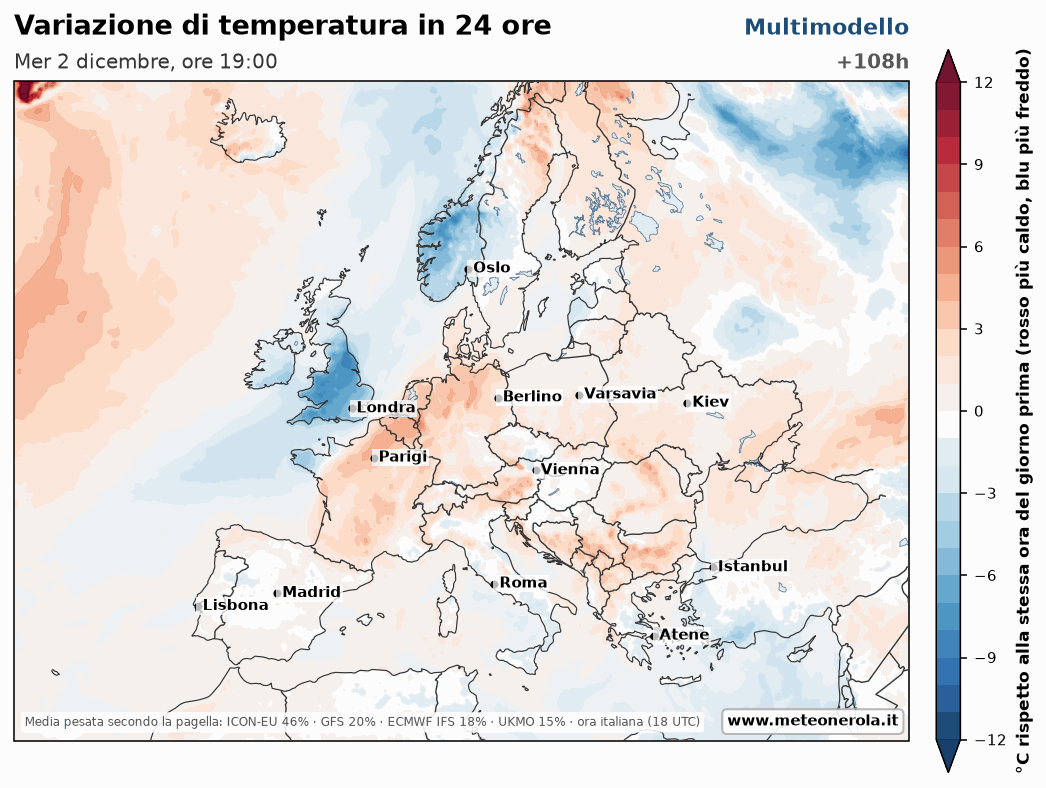 Variazione di temperatura in 24 ore
Multimodello
Mer 2 dicembre, ore 19:00
+108h
12
9
6
3
0
−3
−6
−9
−12
°C rispetto alla stessa ora del giorno prima (rosso più caldo, blu più freddo)
Oslo
Londra
Berlino
Varsavia
Kiev
Parigi
Vienna
Istanbul
Roma
Madrid
Lisbona
Atene
Media pesata secondo la pagella: ICON-EU 46% · GFS 20% · ECMWF IFS 18% · UKMO 15% · ora italiana (18 UTC)
www.meteonerola.it